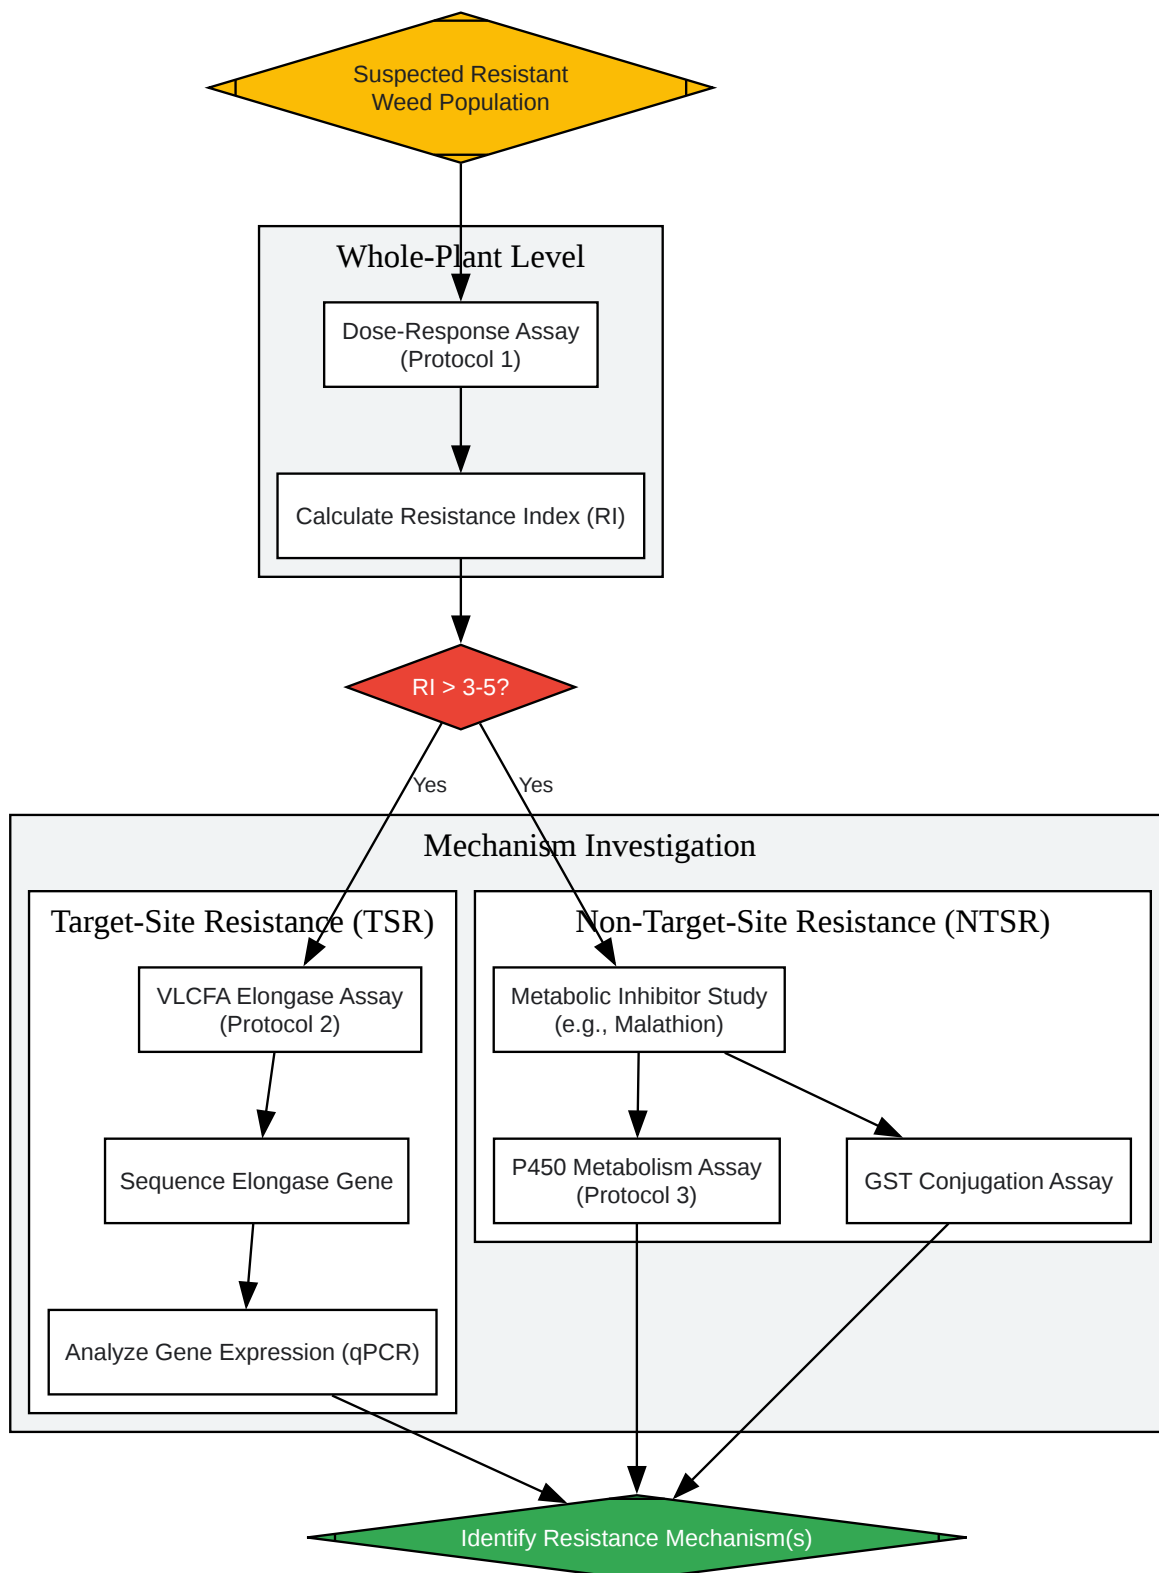 Suspected Resistant
Weed Population
Whole-Plant Level
Dose-Response Assay
(Protocol 1)
Calculate Resistance Index (RI)
RI > 3-5?
Yes
Yes
Mechanism Investigation
Target-Site Resistance (TSR)
VLCFA Elongase Assay
(Protocol 2)
Sequence Elongase Gene
Analyze Gene Expression (qPCR)
Non-Target-Site Resistance (NTSR)
Metabolic Inhibitor Study
(e.g., Malathion)
P450 Metabolism Assay
(Protocol 3)
GST Conjugation Assay
Identify Resistance Mechanism(s)